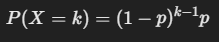 P(X = k) = (1 − p)^{k−1}p